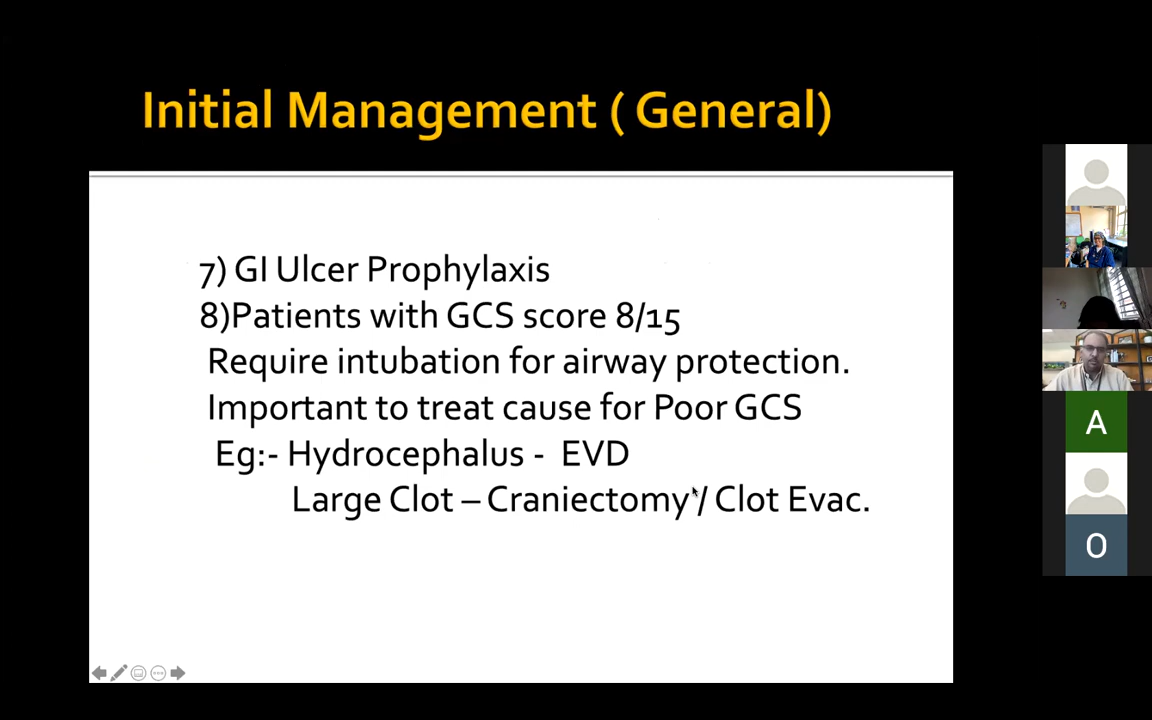 Initial Management ( General)
7) GI Ulcer Prophylaxis
8)Patients with GCS score 8/15
Require intubation for airway protection.
Important to treat cause for Poor GCS
Eg:- Hydrocephalus - EVD
Large Clot – Craniectomy / Clot Evac.
A
O